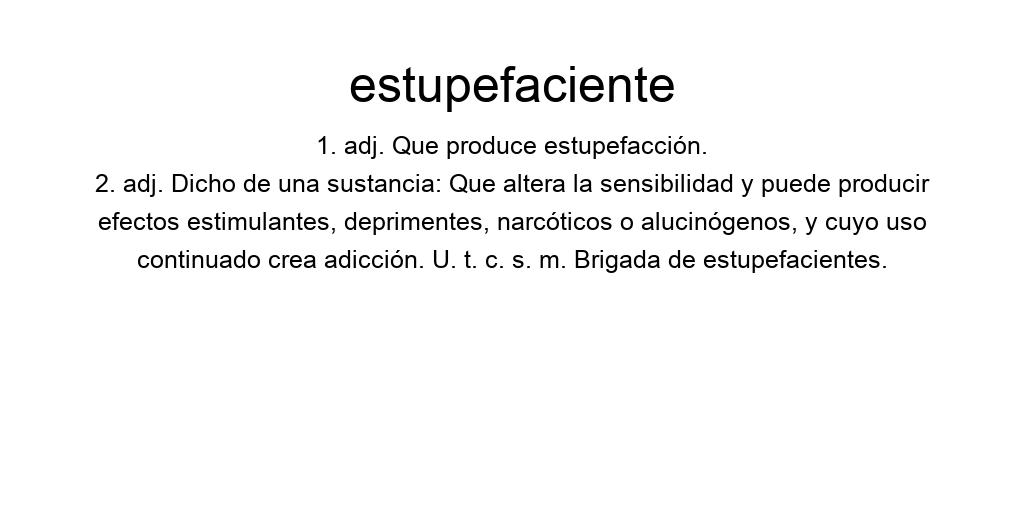 estupefaciente
1. adj. Que produce estupefacción.
2. adj. Dicho de una sustancia: Que altera la sensibilidad y puede producir
efectos estimulantes, deprimentes, narcóticos o alucinógenos, y cuyo uso
continuado crea adicción. U. t. c. s. m. Brigada de estupefacientes.